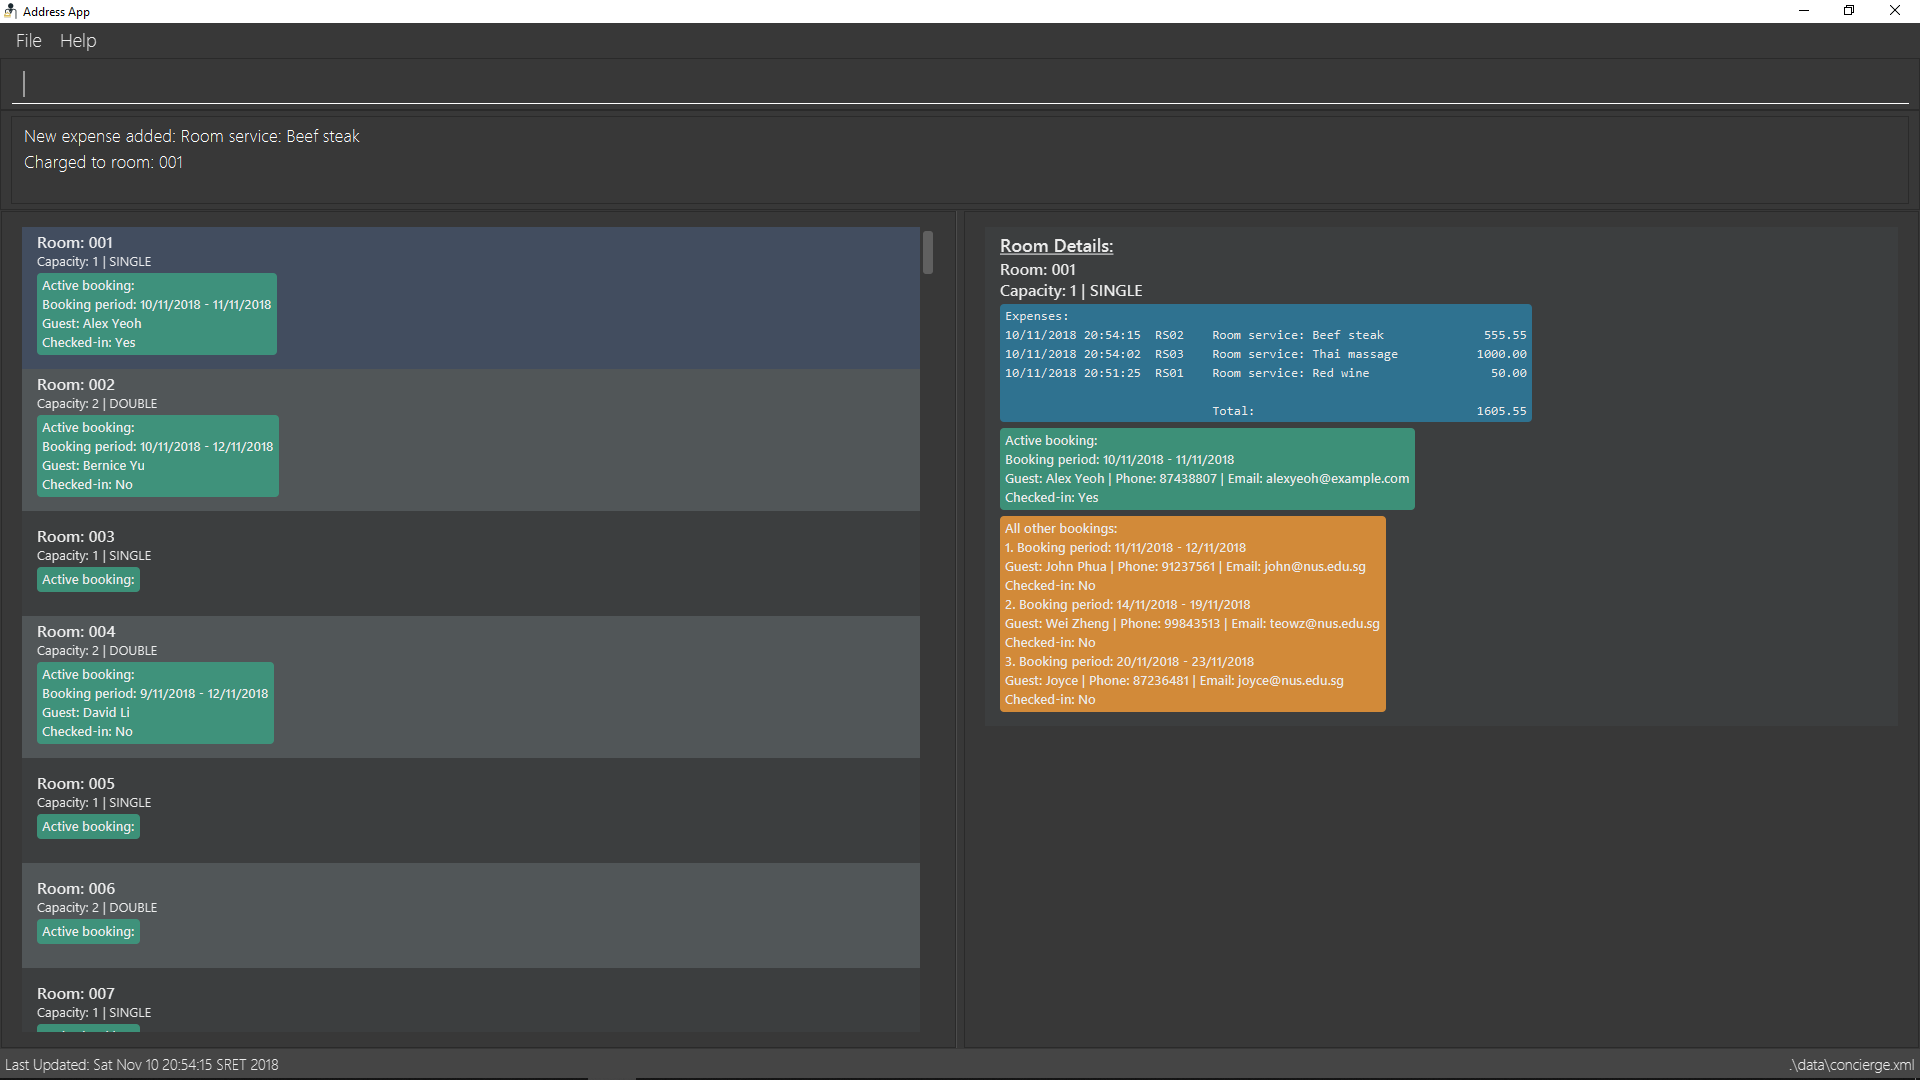 Address App
File Help
New expense added: Room service: Beef steak
Charged to room: 001
Room: 001
Capacity: 1 | SINGLE
Active booking:
Booking period: 10/11/2018 - 11/11/2018
Guest: Alex Yeoh
Checked-in: Yes
Room: 002
Capacity: 2 | DOUBLE
Active booking:
Booking period: 10/11/2018 - 12/11/2018
Guest: Bernice Yu
Checked-in: No
Room: 003
Capacity: 1 | SINGLE
Active booking:
Room: 004
Capacity: 2 | DOUBLE
Active booking:
Booking period: 9/11/2018 - 12/11/2018
Guest: David Li
Checked-in: No
Room: 005
Capacity: 1 | SINGLE
Active booking:
Room: 006
Capacity: 2 | DOUBLE
Active booking:
Room: 007
Capacity: 1 | SINGLE
Room Details:
Room: 001
Capacity: 1 | SINGLE
Expenses:
10/11/2018 20:54:15 RS02 Room service: Beef steak 555.55
10/11/2018 20:54:02 RS03 Room service: Thai massage 1000.00
10/11/2018 20:51:25 RS01 Room service: Red wine 50.00
Total: 1605.55
Active booking:
Booking period: 10/11/2018 - 11/11/2018
Guest: Alex Yeoh | Phone: 87438807 | Email: alexyeoh@example.com
Checked-in: Yes
All other bookings:
1. Booking period: 11/11/2018 - 12/11/2018
Guest: John Phua | Phone: 91237561 | Email: john@nus.edu.sg
Checked-in: No
2. Booking period: 14/11/2018 - 19/11/2018
Guest: Wei Zheng | Phone: 99843513 | Email: teowz@nus.edu.sg
Checked-in: No
3. Booking period: 20/11/2018 - 23/11/2018
Guest: Joyce | Phone: 87236481 | Email: joyce@nus.edu.sg
Checked-in: No
Last Updated: Sat Nov 10 20:54:15 SRET 2018
.\data\concierge.xml